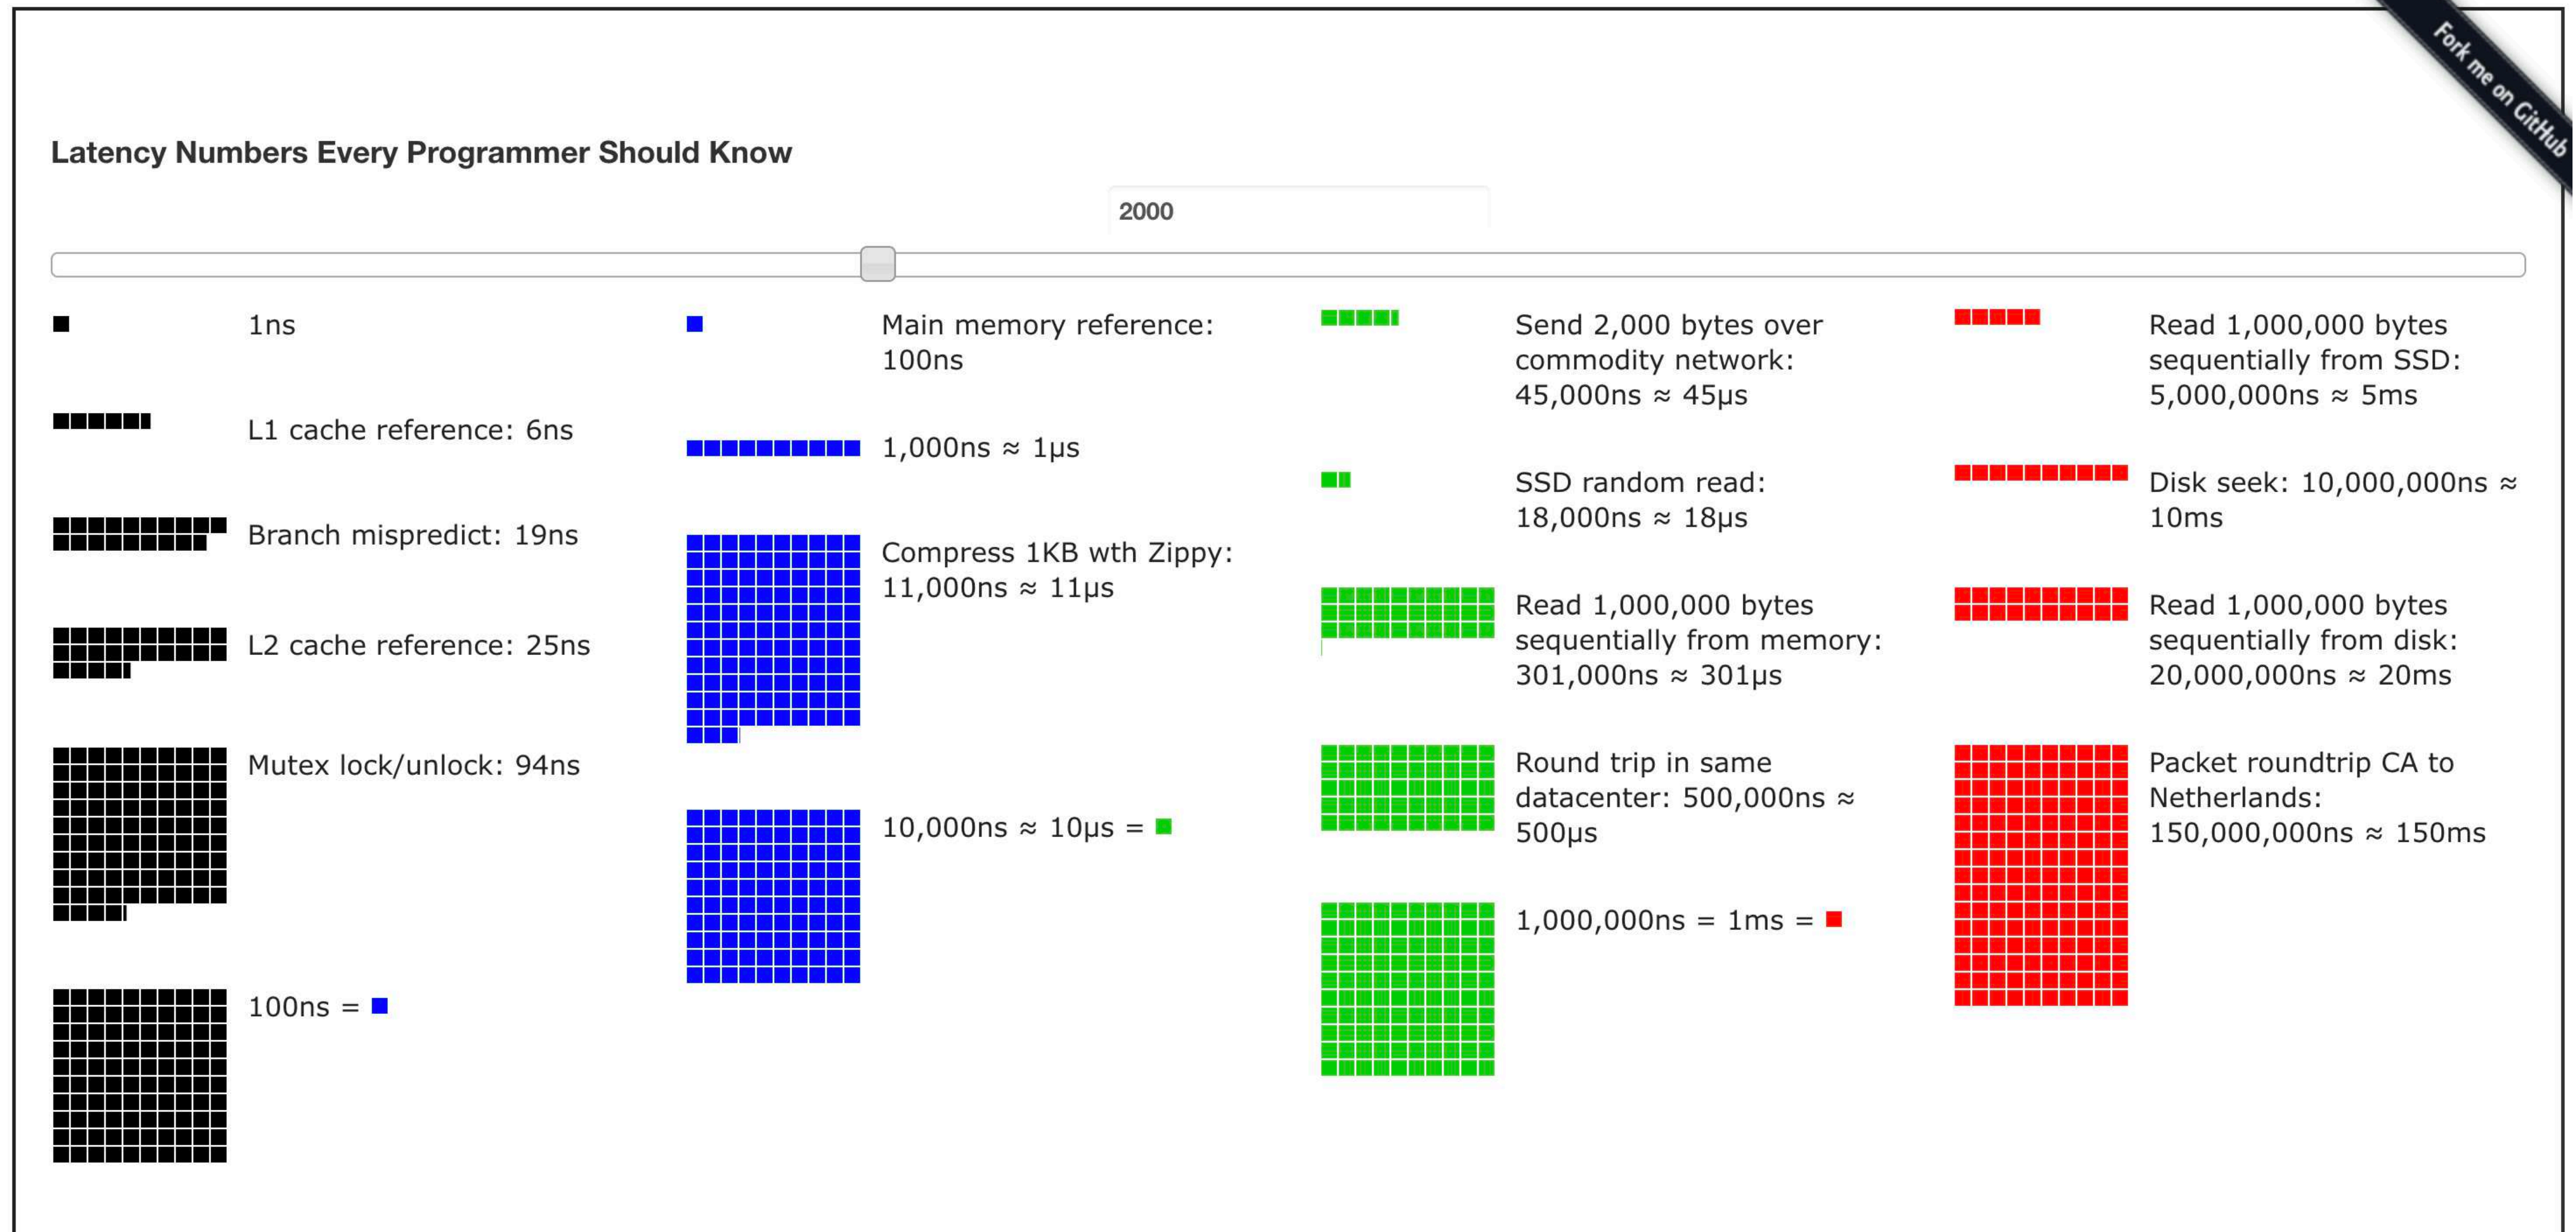 Fork me on GitHub
Latency Numbers Every Programmer Should Know
2000
1ns
L1 cache reference: 6ns
Branch mispredict: 19ns
L2 cache reference: 25ns
Mutex lock/unlock: 94ns
100ns =
Main memory reference:
100ns
1,000ns ≈ 1μs
Compress 1KB wth Zippy:
11,000ns ≈ 11μs
10,000ns ≈ 10μs =
Send 2,000 bytes over
commodity network:
45,000ns ≈ 45μs
SSD random read:
18,000ns ≈ 18μs
Read 1,000,000 bytes
sequentially from memory:
301,000ns ≈ 301μs
Round trip in same
datacenter: 500,000ns ≈
500μs
1,000,000ns = 1ms =
Read 1,000,000 bytes
sequentially from SSD:
5,000,000ns ≈ 5ms
Disk seek: 10,000,000ns ≈
10ms
Read 1,000,000 bytes
sequentially from disk:
20,000,000ns ≈ 20ms
Packet roundtrip CA to
Netherlands:
150,000,000ns ≈ 150ms